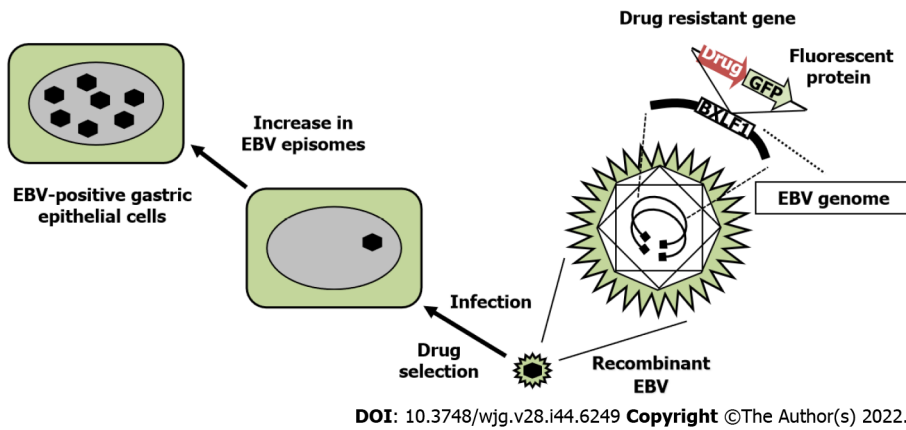 Drug resistant gene
Drug
GFP
Fluorescent
protein
BXLF1
EBV genome
Increase in
EBV episomes
EBV-positive gastric
epithelial cells
Infection
Drug
selection
Recombinant
EBV
DOI: 10.3748/wjg.v28.i44.6249 Copyright ©The Author(s) 2022.